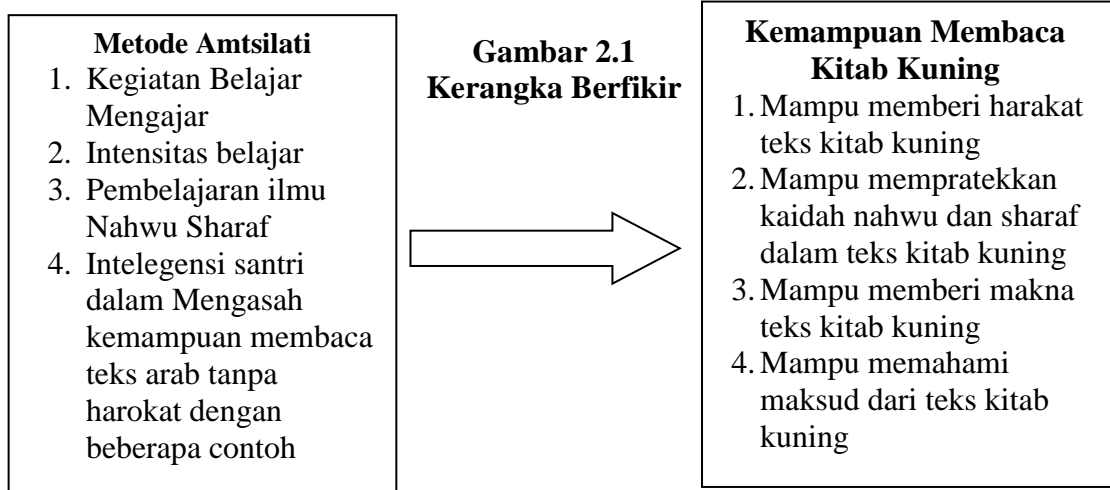 Metode Amtsilati
1. Kegiatan Belajar
Mengajar
2. Intensitas belajar
3. Pembelajaran ilmu
Nahwu Sharaf
4. Intelegensi santri
dalam Mengasah
kemampuan membaca
teks arab tanpa
harokat dengan
beberapa contoh
Gambar 2.1
Kerangka Berfikir
Kemampuan Membaca
Kitab Kuning
1. Mampu memberi harakat
teks kitab kuning
2. Mampu mempratekkan
kaidah nahwu dan sharaf
dalam teks kitab kuning
3. Mampu memberi makna
teks kitab kuning
4. Mampu memahami
maksud dari teks kitab
kuning